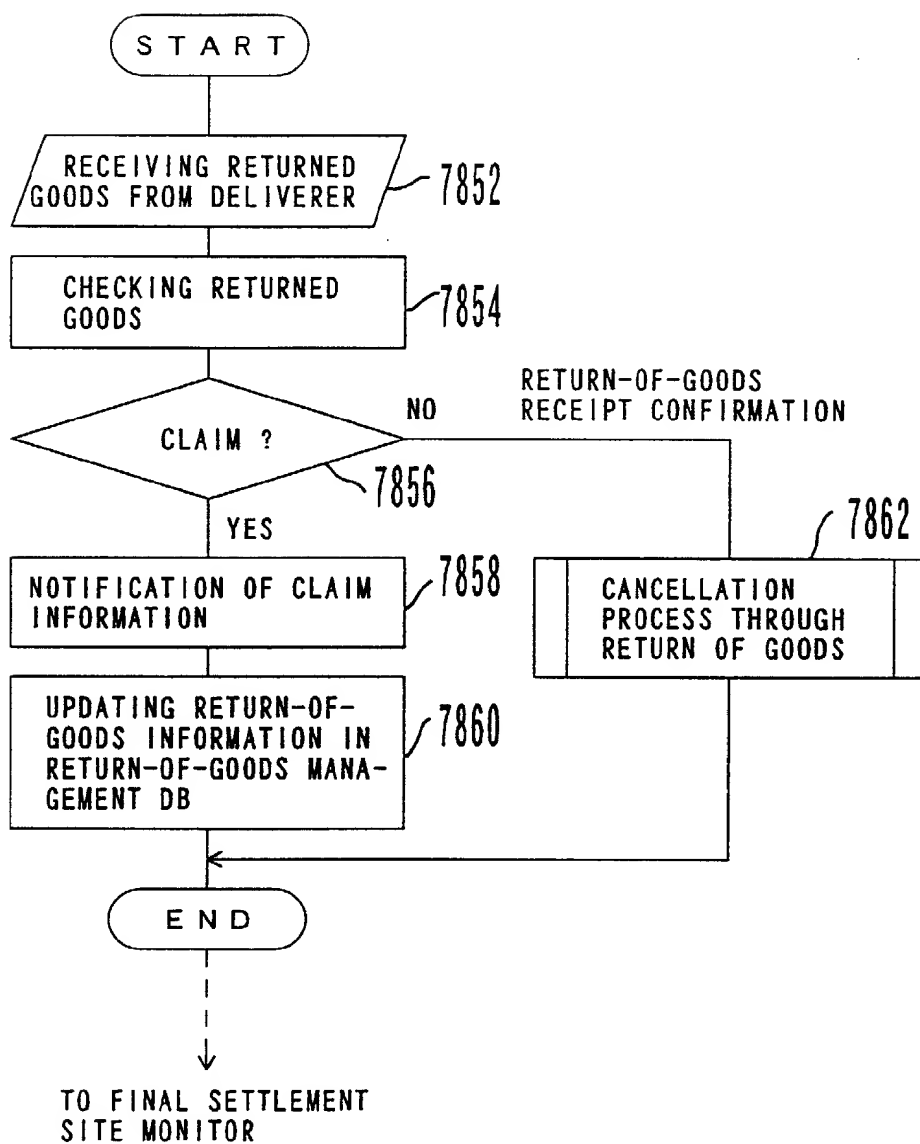 START
RECEIVING RETURNED
GOODS FROM DELIVERER
7852
CHECKING RETURNED
GOODS
7854
CLAIM ?
7856
NO
RETURN-OF-GOODS
RECEIPT CONFIRMATION
YES
NOTIFICATION OF CLAIM
INFORMATION
7858
7862
CANCELLATION
PROCESS THROUGH
RETURN OF GOODS
UPDATING RETURN-OF-
GOODS INFORMATION IN
RETURN-OF-GOODS MANA-
GEMENT DB
7860
END
TO FINAL SETTLEMENT
SITE MONITOR